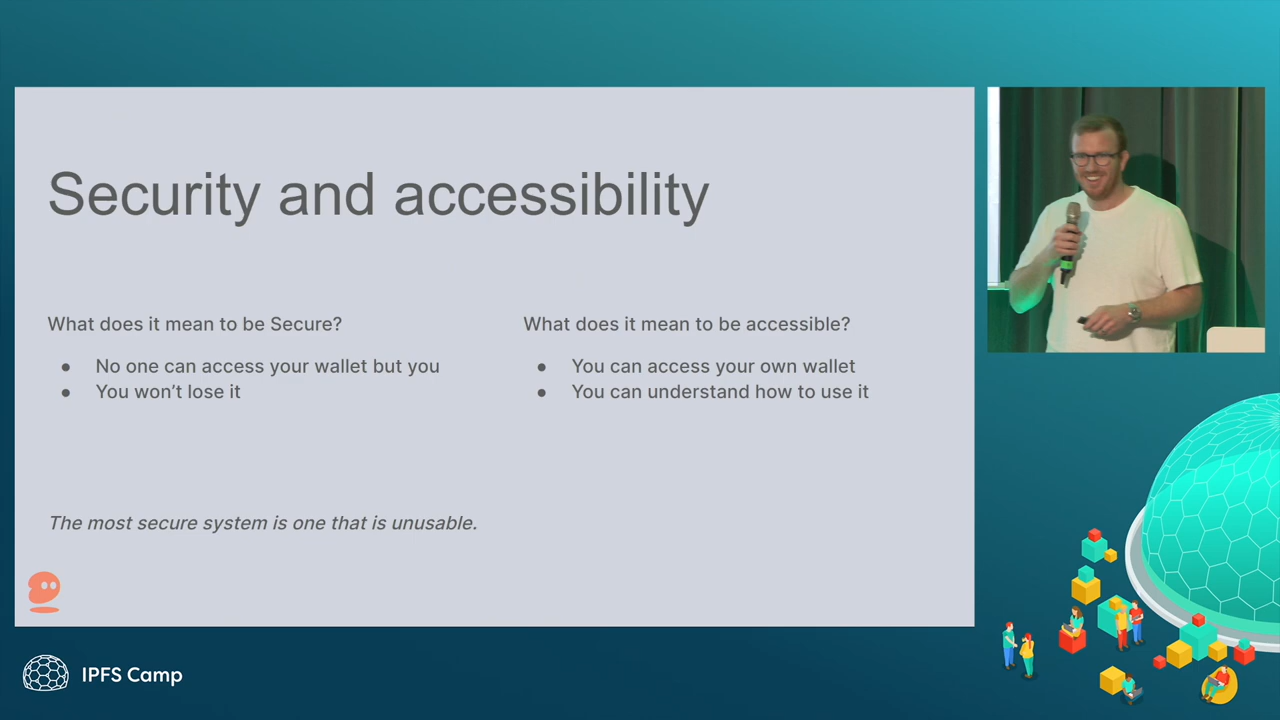 Security and accessibility
What does it mean to be Secure?
● No one can access your wallet but you
● You won’t lose it
What does it mean to be accessible?
● You can access your own wallet
● You can understand how to use it
The most secure system is one that is unusable.
IPFS Camp